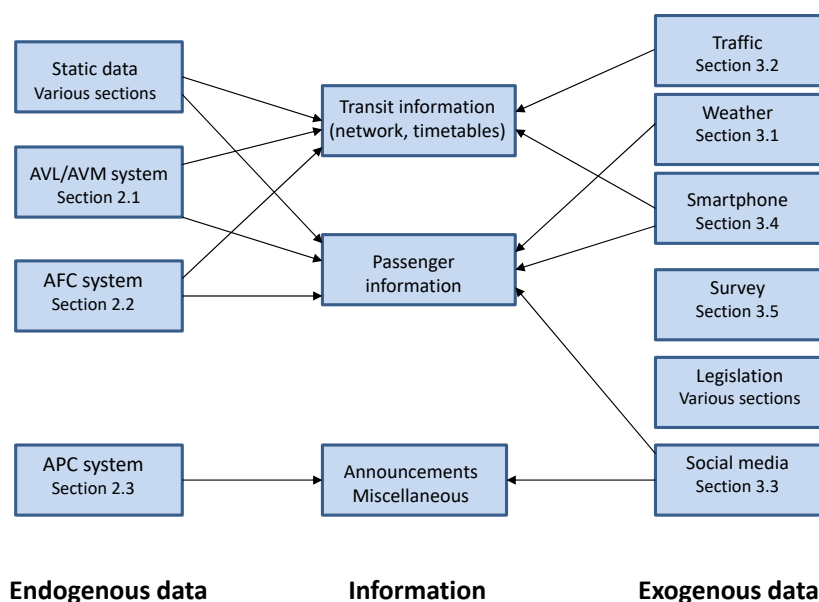 Static data
Various sections
AVL/AVM system
Section 2.1
AFC system
Section 2.2
APC system
Section 2.3
Endogenous data
Transit information
(network, timetables)
Passenger
information
Announcements
Miscellaneous
Information
Traffic
Section 3.2
Weather
Section 3.1
Smartphone
Section 3.4
Survey
Section 3.5
Legislation
Various sections
Social media
Section 3.3
Exogenous data